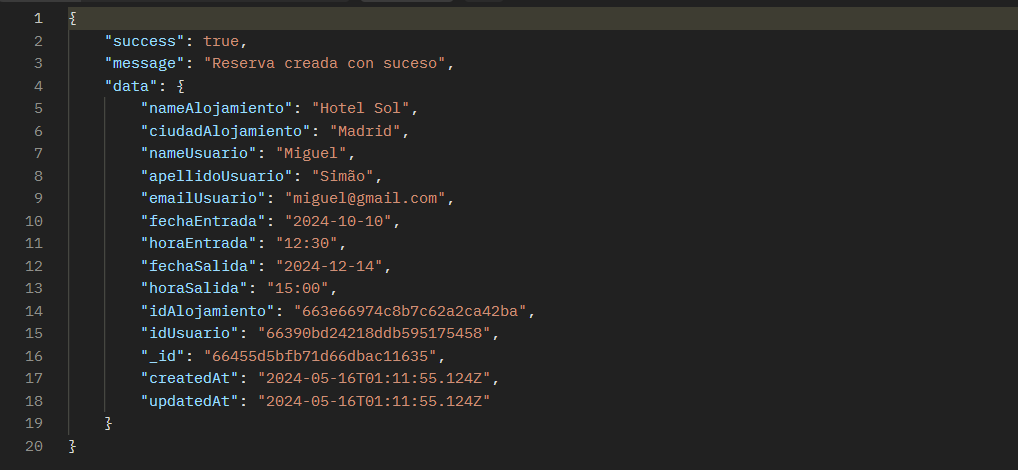 1 {
2 "success": true,
3 "message": "Reserva creada con suceso",
4 "data": {
5 "nameAlojamiento": "Hotel Sol",
6 "ciudadAlojamiento": "Madrid",
7 "nameUsuario": "Miguel",
8 "apellidoUsuario": "Simão",
9 "emailUsuario": "miguel@gmail.com",
10 "fechaEntrada": "2024-10-10",
11 "horaEntrada": "12:30",
12 "fechaSalida": "2024-12-14",
13 "horaSalida": "15:00",
14 "idAlojamiento": "663e66974c8b7c62a2ca42ba",
15 "idUsuario": "66390bd24218ddb595175458",
16 "_id": "66455d5bfb71d66dbac11635",
17 "createdAt": "2024-05-16T01:11:55.124Z",
18 "updatedAt": "2024-05-16T01:11:55.124Z"
19 }
20 }